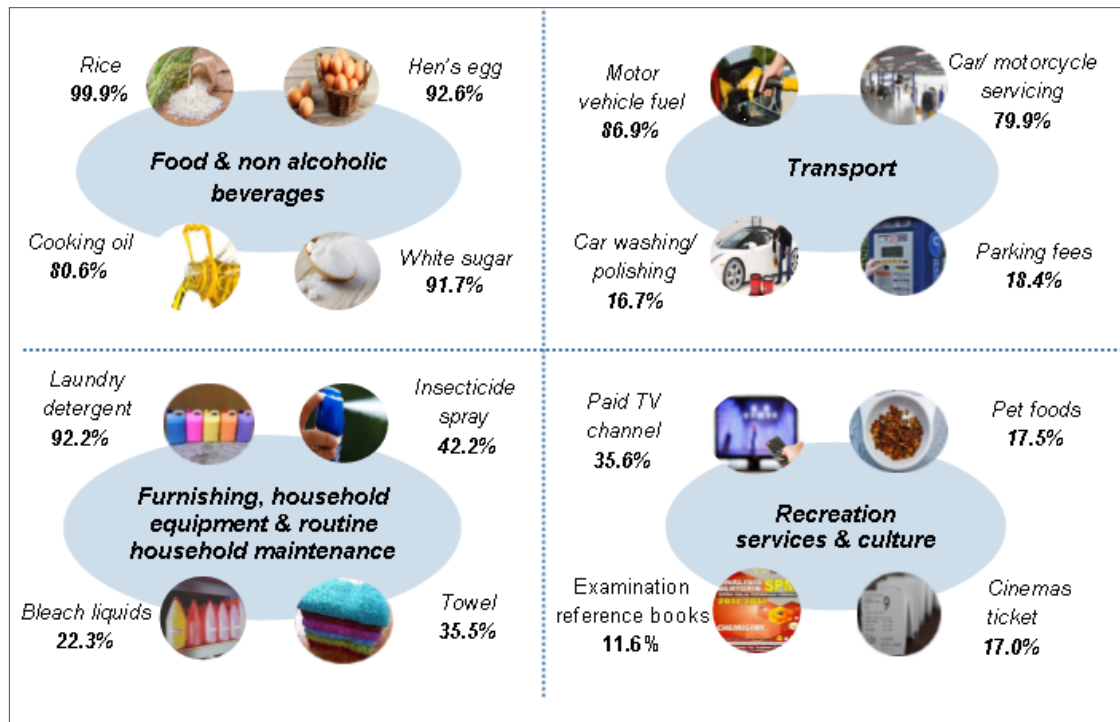 Rice
99.9%
Hen's egg
92.6%
Food & non alcoholic
beverages
Cooking oil
80.6%
White sugar
91.7%
Motor
vehicle fuel
86.9%
Car/ motorcycle
servicing
79.9%
Transport
Car washing/
polishing
16.7%
Parking fees
18.4%
Laundry
detergent
92.2%
Insecticide
spray
42.2%
Furnishing, household
equipment & routine
household maintenance
Bleach liquids
22.3%
Towel
35.5%
Paid TV
channel
35.6%
Pet foods
17.5%
Recreation
services & culture
Examination
reference books
11.6%
SPM
CHEMISTRY
Cinemas
ticket
17.0%